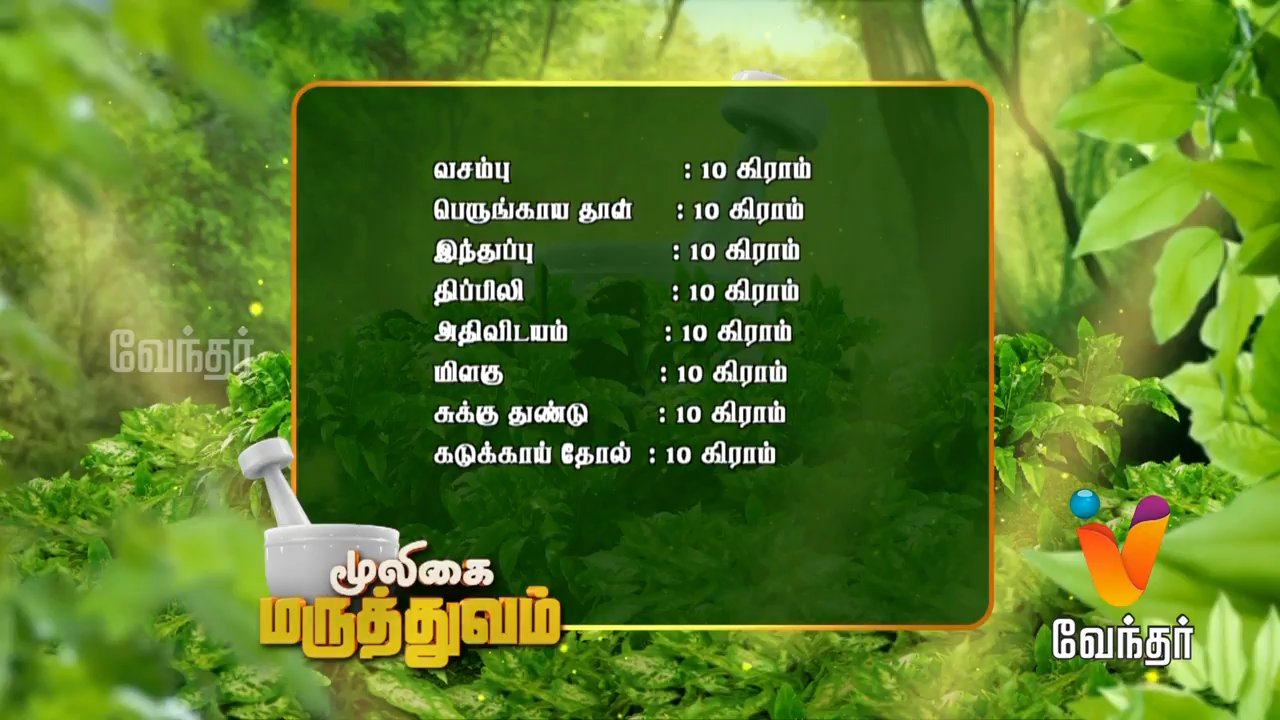 வசம்பு : 10 கிராம்
பெருங்காய தூள் : 10 கிராம்
இந்துப்பு : 10 கிராம்
திப்பிலி : 10 கிராம்
அதிவிடயம் : 10 கிராம்
மிளகு : 10 கிராம்
சுக்கு துண்டு : 10 கிராம்
கடுக்காய் தோல் : 10 கிராம்
வேந்தர்
மூலிகை
மருத்துவம்
வேந்தர்